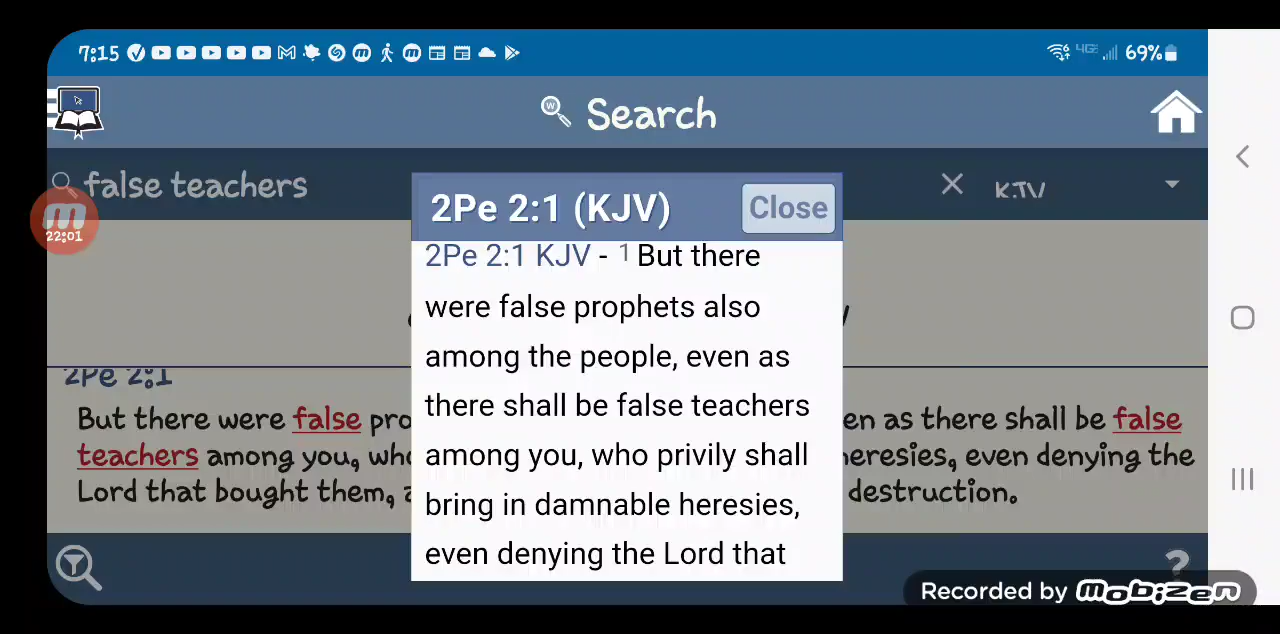 7:15
4GE 69%
Search
false teachers
KJV
22:01
2Pe 2:1 (KJV) Close
2Pe 2:1 KJV - 1 But there
were false prophets also
among the people, even as
there shall be false teachers
among you, who privily shall
bring in damnable heresies,
even denying the Lord that
2Pe 2:1
But there were false pro en as there shall be false
teachers among you, who heresies, even denying the
Lord that bought them, a destruction.
?
Recorded by Mobizen